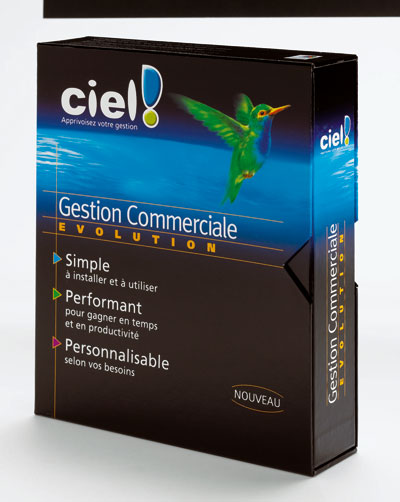 ciel!
Apprivoisez votre gestion
Gestion Commerciale
EVOLUTION
Simple
à installer et à utiliser
Performant
pour gagner en temps
et en productivité
Personnalisable
selon vos besoins
NOUVEAU
ciel!
Gestion Commerciale
EVOLUTION